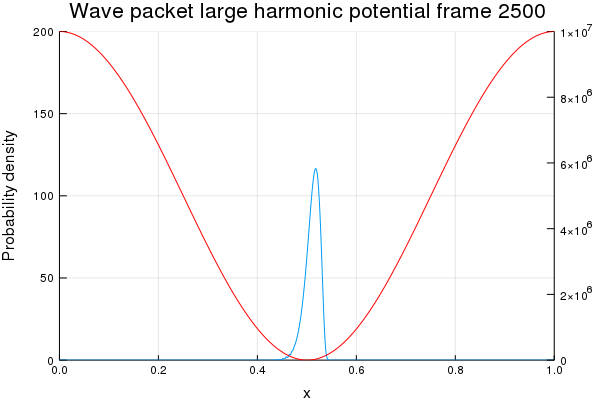 Wave packet large harmonic potential frame 2500
Probability density
200
150
100
50
0
1×10⁷
8×10⁶
6×10⁶
4×10⁶
2×10⁶
0
0.0 0.2 0.4 0.6 0.8 1.0
x